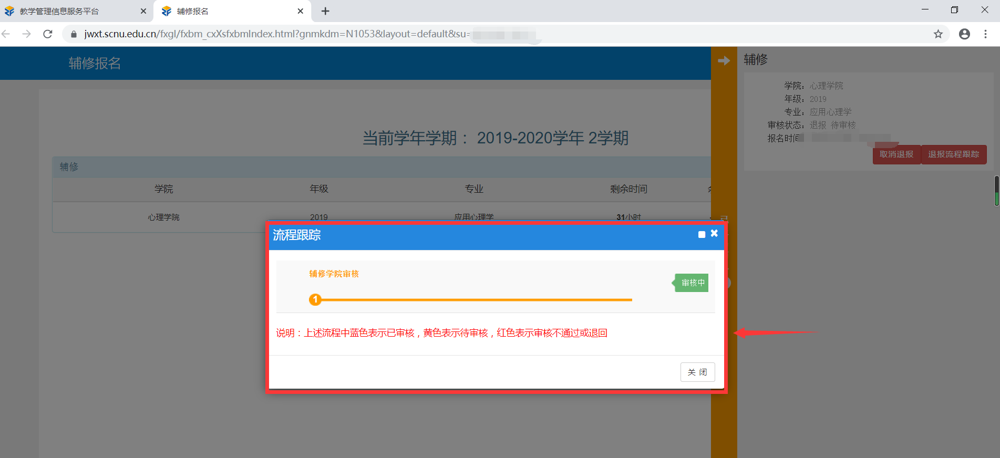 教学管理信息服务平台
辅修报名
jwxt.scnu.edu.cn/fxgl/fxbm_cxXsfxbmIndex.html?gnmkdm=N1053&layout=default&su=
辅修报名
当前学年学期： 2019-2020学年 2学期
辅修
学院 年级 专业 剩余时间
心理学院 2019 应用心理学 31小时
辅修
学院： 心理学院
年级： 2019
专业： 应用心理学
审核状态： 退报 待审核
报名时间
取消退报 退报流程跟踪
流程跟踪
辅修学院审核
审核中
1
说明：上述流程中蓝色表示已审核，黄色表示待审核，红色表示审核不通过或退回
关 闭